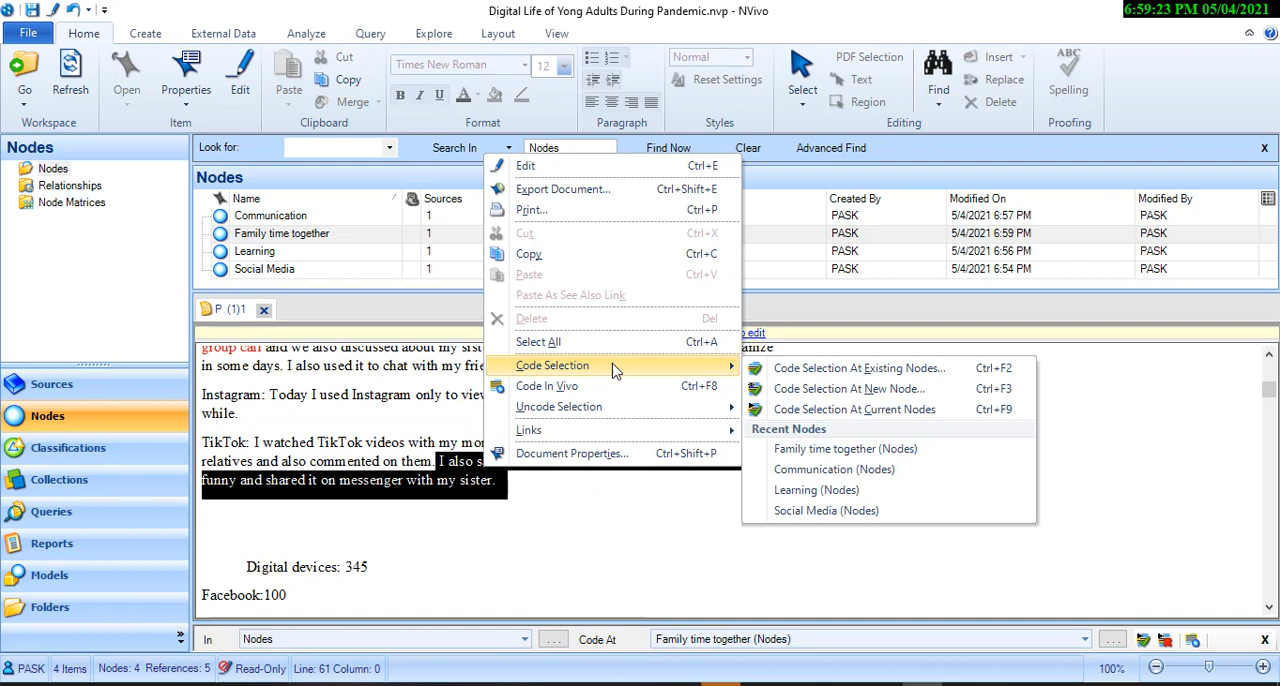 Digital Life of Yong Adults During Pandemic.nvp - NVivo
6:59:23 PM 05/04/2021
File Home Create External Data Analyze Query Explore Layout View
Go Refresh Open Properties Edit Paste Cut Copy Merge
Times New Roman 12 B I U A
Normal Reset Settings
Select PDF Selection Text Region Find Insert Replace Delete ABC Spelling
Workspace Item Clipboard Format Paragraph Styles Editing Proofing
Nodes
Look for: Search In Nodes Find Now Clear Advanced Find X
Nodes
Relationships
Node Matrices
Nodes
Name Sources Created By Modified On Modified By
Communication 1 PASK 5/4/2021 6:57 PM PASK
Family time together 1 PASK 5/4/2021 6:59 PM PASK
Learning 1 PASK 5/4/2021 6:56 PM PASK
Social Media 1 PASK 5/4/2021 6:54 PM PASK
P (1)1 x
edit
group call and we also discussed about my
in some days. I also used it to chat with my
Instagram: Today I used Instagram only to
while.
TikTok: I watched TikTok videos with my
relatives and also commented on them. I also
funny and shared it on messenger with my sister.
Digital devices: 345
Facebook:100
Edit Ctrl+E
Export Document... Ctrl+Shift+E
Print... Ctrl+P
Cut Ctrl+X
Copy Ctrl+C
Paste Ctrl+V
Paste As See Also Link
Delete Del
Select All Ctrl+A
Code Selection
Code In Vivo Ctrl+F8
Uncode Selection
Links
Document Properties... Ctrl+Shift+P
Code Selection At Existing Nodes... Ctrl+F2
Code Selection At New Node... Ctrl+F3
Code Selection At Current Nodes Ctrl+F9
Recent Nodes
Family time together (Nodes)
Communication (Nodes)
Learning (Nodes)
Social Media (Nodes)
Sources
Nodes
Classifications
Collections
Queries
Reports
Models
Folders
In Nodes ... Code At Family time together (Nodes) ... X
PASK 4 Items Nodes: 4 References: 5 Read-Only Line: 61 Column: 0 100%